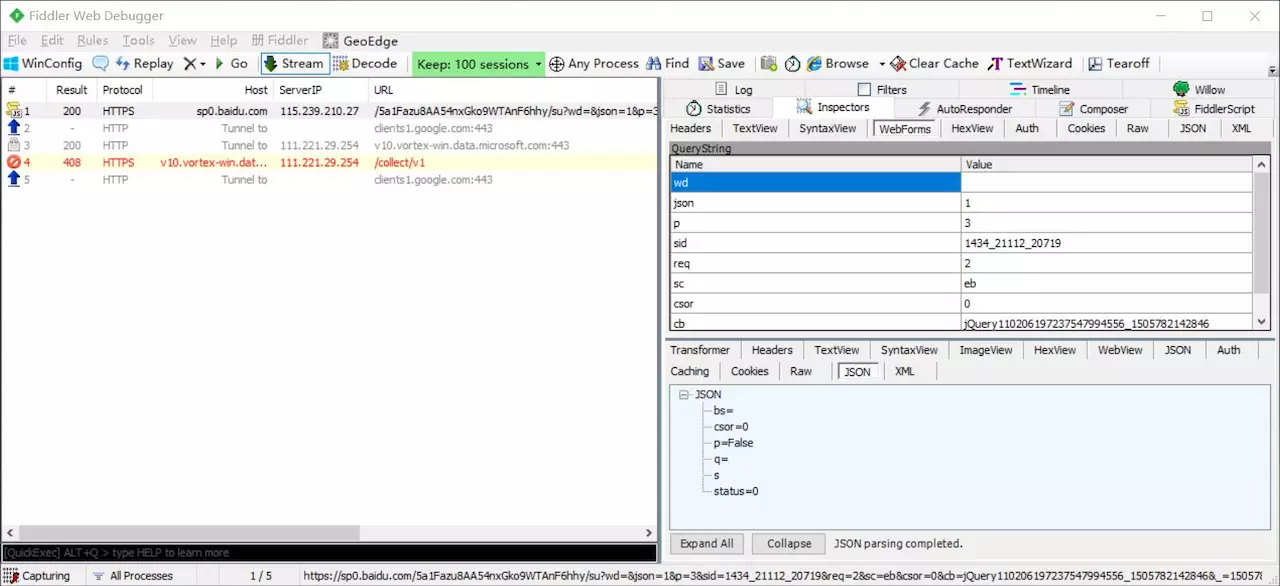 Fiddler Web Debugger
File Edit Rules Tools View Help 册 Fiddler GeoEdge
WinConfig Replay Go Stream Decode Keep: 100 sessions Any Process Find Save Browse Clear Cache TextWizard Tearoff
# Result Protocol Host ServerIP URL
1 200 HTTPS sp0.baidu.com 115.239.210.27 /5a1Fazu8AA54nxGko9WTAnF6hhy/su?wd=&json=1&p=3
2 - HTTP Tunnel to clients1.google.com:443
3 200 HTTP Tunnel to 111.221.29.254 v10.vortex-win.data.microsoft.com:443
4 408 HTTPS v10.vortex-win.dat... 111.221.29.254 /collect/v1
5 - HTTP Tunnel to clients1.google.com:443
[QuickExec] ALT+Q > type HELP to learn more
Log Filters Timeline Willow
Statistics Inspectors AutoResponder Composer FiddlerScript
Headers TextView SyntaxView WebForms HexView Auth Cookies Raw JSON XML
QueryString
Name Value
wd
json 1
p 3
sid 1434_21112_20719
req 2
sc eb
csor 0
cb jQuery110206197237547994556_1505782142846
Transformer Headers TextView SyntaxView ImageView HexView WebView JSON Auth
Caching Cookies Raw JSON XML
JSON
bs=
csor=0
p=False
q=
s
status=0
Expand All Collapse JSON parsing completed.
Capturing All Processes 1 / 5 https://sp0.baidu.com/5a1Fazu8AA54nxGko9WTAnF6hhy/su?wd=&json=1&p=3&sid=1434_21112_20719&req=2&sc=eb&csor=0&cb=jQuery110206197237547994556_1505782142846&_=15057